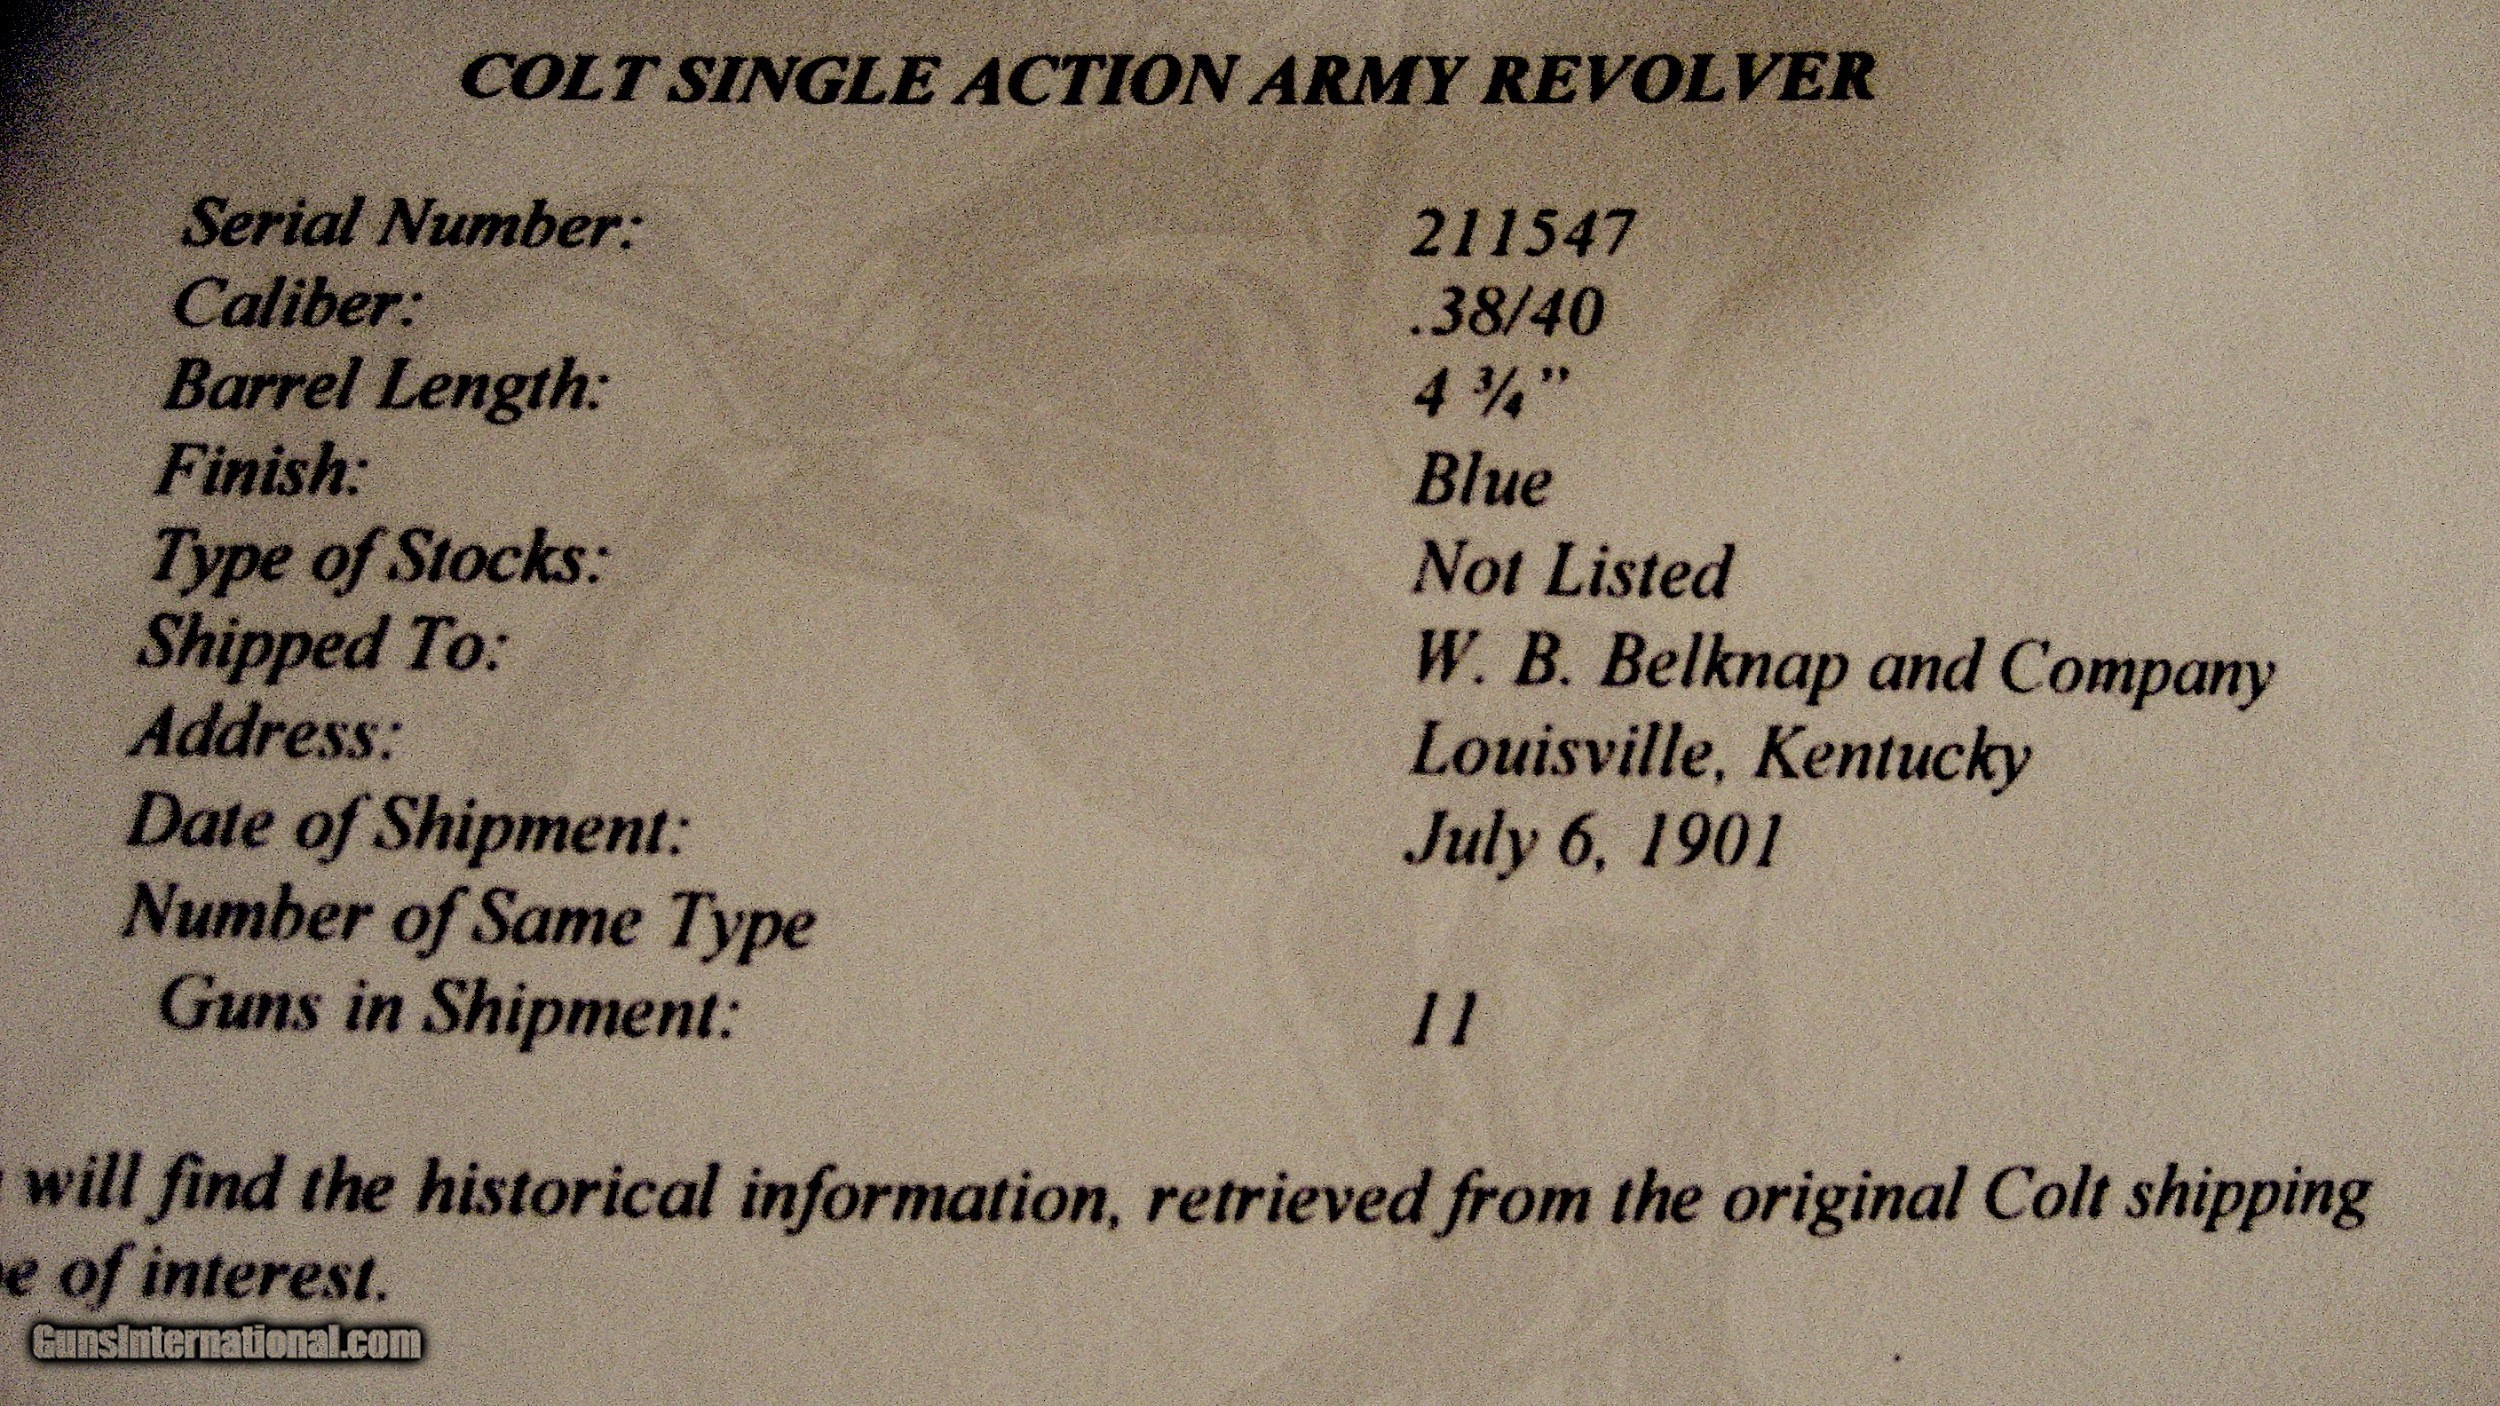 COLT SINGLE ACTION ARMY REVOLVER
Serial Number: 211547
Caliber: .38/40
Barrel Length: 4 ¾”
Finish: Blue
Type of Stocks: Not Listed
Shipped To: W. B. Belknap and Company
Address: Louisville, Kentucky
Date of Shipment: July 6, 1901
Number of Same Type
Guns in Shipment: 11
will find the historical information, retrieved from the original Colt shipping
of interest.
GunsInternational.com